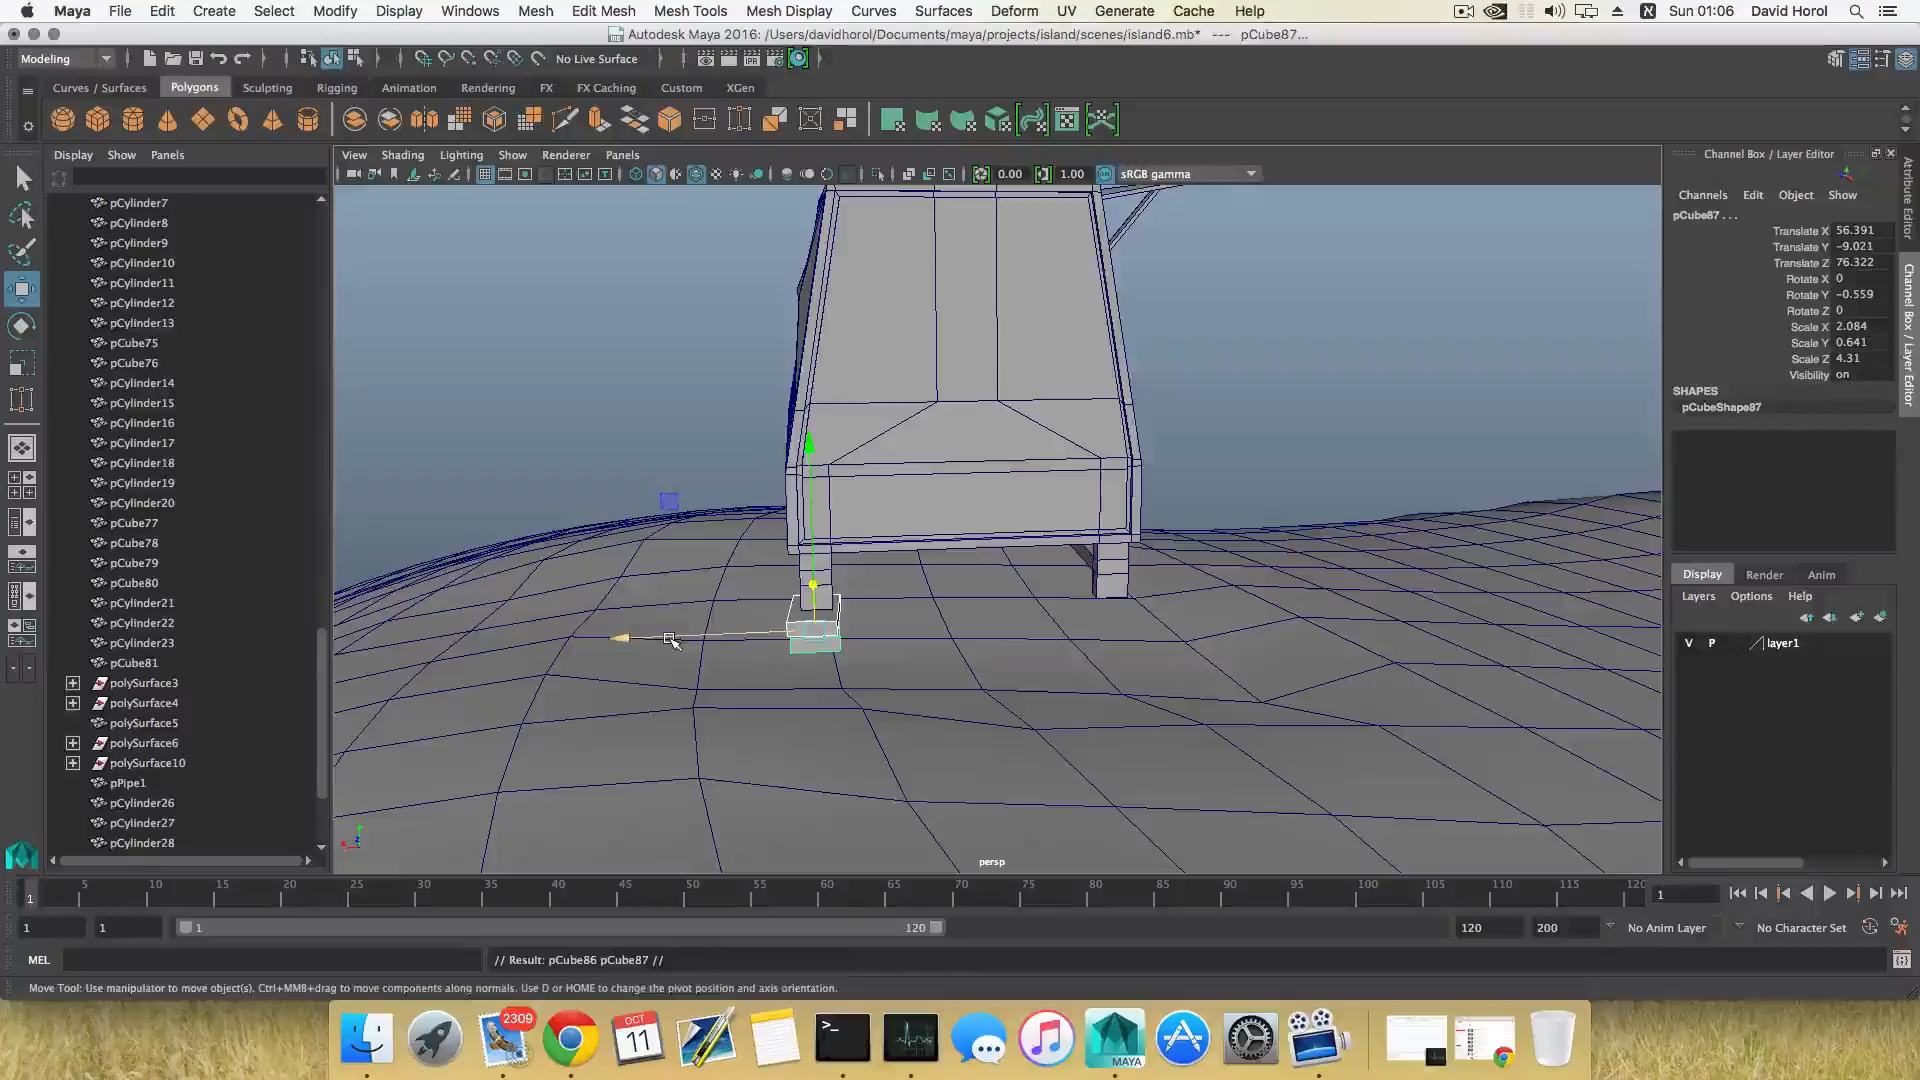 Maya File Edit Create Select Modify Display Windows Mesh Edit Mesh Mesh Tools Mesh Display Curves Surfaces Deform UV Generate Cache Help Sun 01:06 David Horol
Autodesk Maya 2016: /Users/davidhorol/Documents/maya/projects/island/scenes/island6.mb* --- pCube87...
Modeling No Live Surface
Curves / Surfaces Polygons Sculpting Rigging Animation Rendering FX FX Caching Custom XGen
Display Show Panels
View Shading Lighting Show Renderer Panels
0.00 1.00 sRGB gamma
pCylinder7
pCylinder8
pCylinder9
pCylinder10
pCylinder11
pCylinder12
pCylinder13
pCube75
pCube76
pCylinder14
pCylinder15
pCylinder16
pCylinder17
pCylinder18
pCylinder19
pCylinder20
pCube77
pCube78
pCube79
pCube80
pCylinder21
pCylinder22
pCylinder23
pCube81
polySurface3
polySurface4
polySurface5
polySurface6
polySurface10
pPipe1
pCylinder26
pCylinder27
pCylinder28
persp
Channel Box / Layer Editor
Channels Edit Object Show
pCube87 . . .
Translate X 56.391
Translate Y -9.021
Translate Z 76.322
Rotate X 0
Rotate Y -0.559
Rotate Z 0
Scale X 2.084
Scale Y 0.641
Scale Z 4.31
Visibility on
SHAPES
pCubeShape87
Display Render Anim
Layers Options Help
V P layer1
Attribute Editor
Channel Box / Layer Editor
1 5 10 15 20 25 30 35 40 45 50 55 60 65 70 75 80 85 90 95 100 105 110 115 120 1
1 1 1 120 120 200 No Anim Layer No Character Set
MEL // Result: pCube86 pCube87 //
Move Tool: Use manipulator to move object(s). Ctrl+MMB+drag to move components along normals. Use D or HOME to change the pivot position and axis orientation.
2309
OCT
11
MAYA